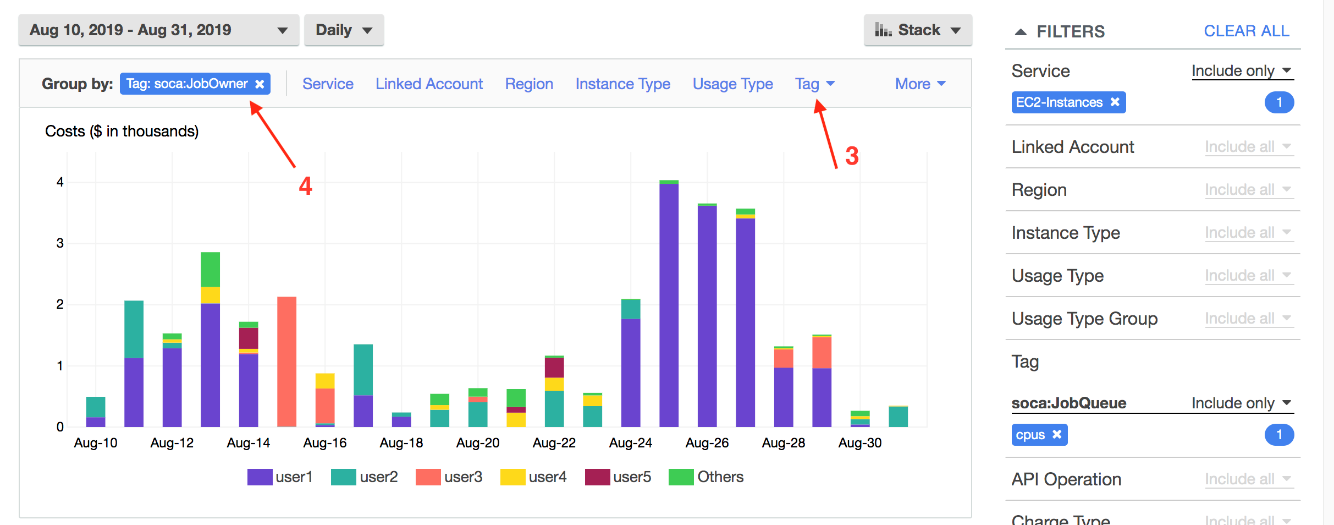 Aug 10, 2019 - Aug 31, 2019 Daily Stack
Group by: Tag: soca:JobOwner × Service Linked Account Region Instance Type Usage Type Tag More
Costs ($ in thousands)
4
3
4
3
2
1
0
Aug-10 Aug-12 Aug-14 Aug-16 Aug-18 Aug-20 Aug-22 Aug-24 Aug-26 Aug-28 Aug-30
user1 user2 user3 user4 user5 Others
FILTERS CLEAR ALL
Service Include only
EC2-Instances × 1
Linked Account Include all
Region Include all
Instance Type Include all
Usage Type Include all
Usage Type Group Include all
Tag
soca:JobQueue Include only
cpus × 1
API Operation Include all
Charge Type Include all